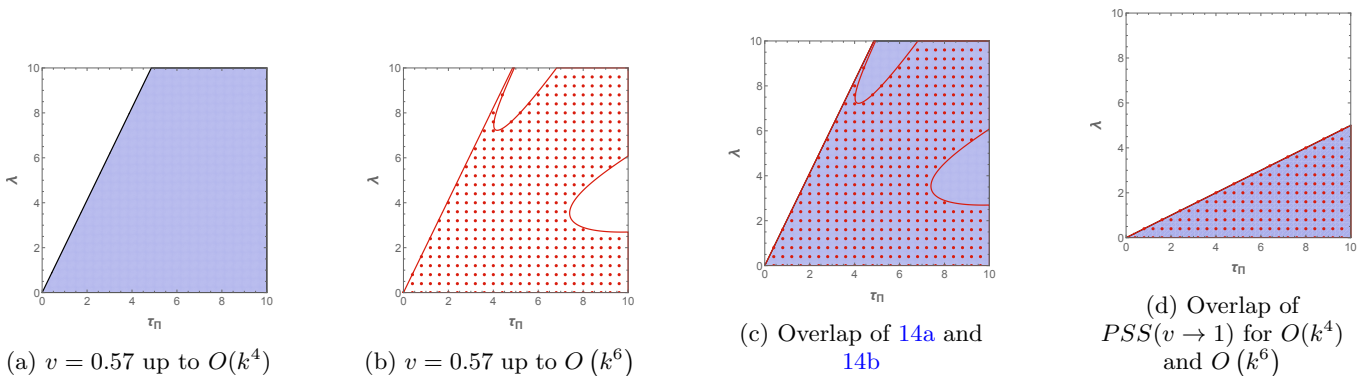 10
8
6
4
2
0
0 2 4 6 8 10
λ
τΠ
(a) v = 0.57 up to O(k⁴)
10
8
6
4
2
0
0 2 4 6 8 10
λ
τΠ
(b) v = 0.57 up to O (k⁶)
10
8
6
4
2
0
0 2 4 6 8 10
λ
τΠ
(c) Overlap of 14a and
14b
10
8
6
4
2
0
0 2 4 6 8 10
λ
τΠ
(d) Overlap of
PSS(v → 1) for O(k⁴)
and O (k⁶)